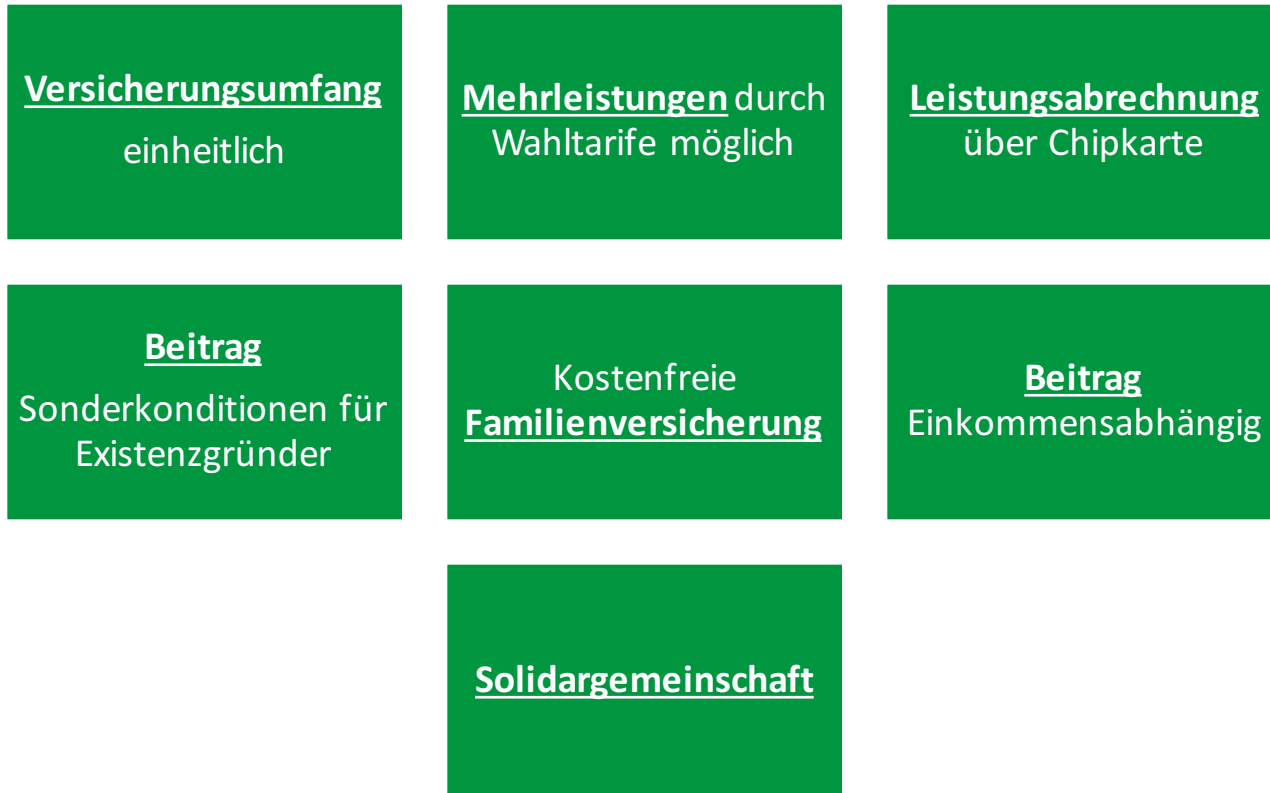 Versicherungsumfang
einheitlich
Mehrleistungen durch
Wahltarife möglich
Leistungsabrechnung
über Chipkarte
Beitrag
Sonderkonditionen für
Existenzgründer
Kostenfreie
Familienversicherung
Beitrag
Einkommensabhängig
Solidargemeinschaft